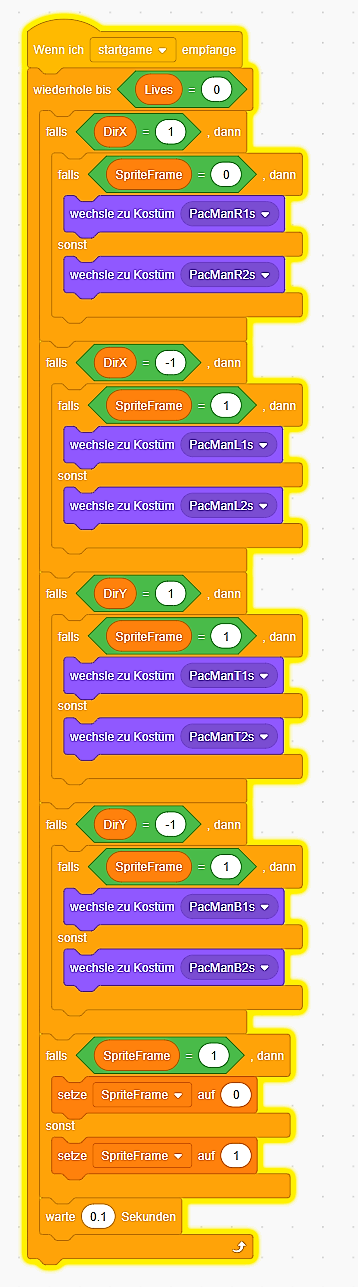 Wenn ich startgame empfange
wiederhole bis Lives = 0
falls DirX = 1 , dann
falls SpriteFrame = 0 , dann
wechsle zu Kostüm PacManR1s
sonst
wechsle zu Kostüm PacManR2s
falls DirX = -1 , dann
falls SpriteFrame = 1 , dann
wechsle zu Kostüm PacManL1s
sonst
wechsle zu Kostüm PacManL2s
falls DirY = 1 , dann
falls SpriteFrame = 1 , dann
wechsle zu Kostüm PacManT1s
sonst
wechsle zu Kostüm PacManT2s
falls DirY = -1 , dann
falls SpriteFrame = 1 , dann
wechsle zu Kostüm PacManB1s
sonst
wechsle zu Kostüm PacManB2s
falls SpriteFrame = 1 , dann
setze SpriteFrame auf 0
sonst
setze SpriteFrame auf 1
warte 0.1 Sekunden